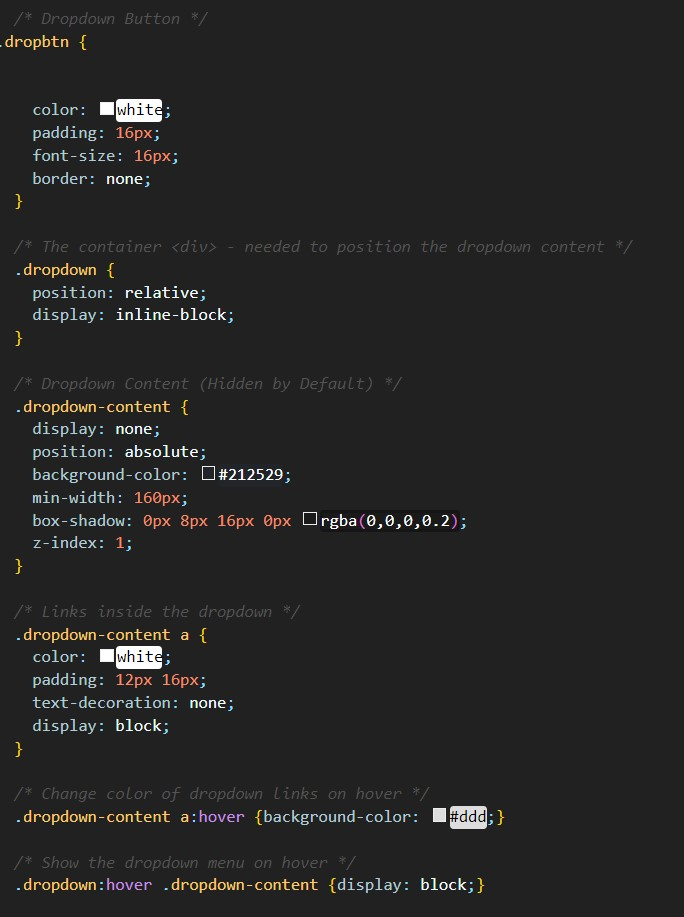 /* Dropdown Button */
.dropbtn {
color: white;
padding: 16px;
font-size: 16px;
border: none;
}
/* The container <div> - needed to position the dropdown content */
.dropdown {
position: relative;
display: inline-block;
}
/* Dropdown Content (Hidden by Default) */
.dropdown-content {
display: none;
position: absolute;
background-color: #212529;
min-width: 160px;
box-shadow: 0px 8px 16px 0px rgba(0,0,0,0.2);
z-index: 1;
}
/* Links inside the dropdown */
.dropdown-content a {
color: white;
padding: 12px 16px;
text-decoration: none;
display: block;
}
/* Change color of dropdown links on hover */
.dropdown-content a:hover {background-color: #ddd;}
/* Show the dropdown menu on hover */
.dropdown:hover .dropdown-content {display: block;}